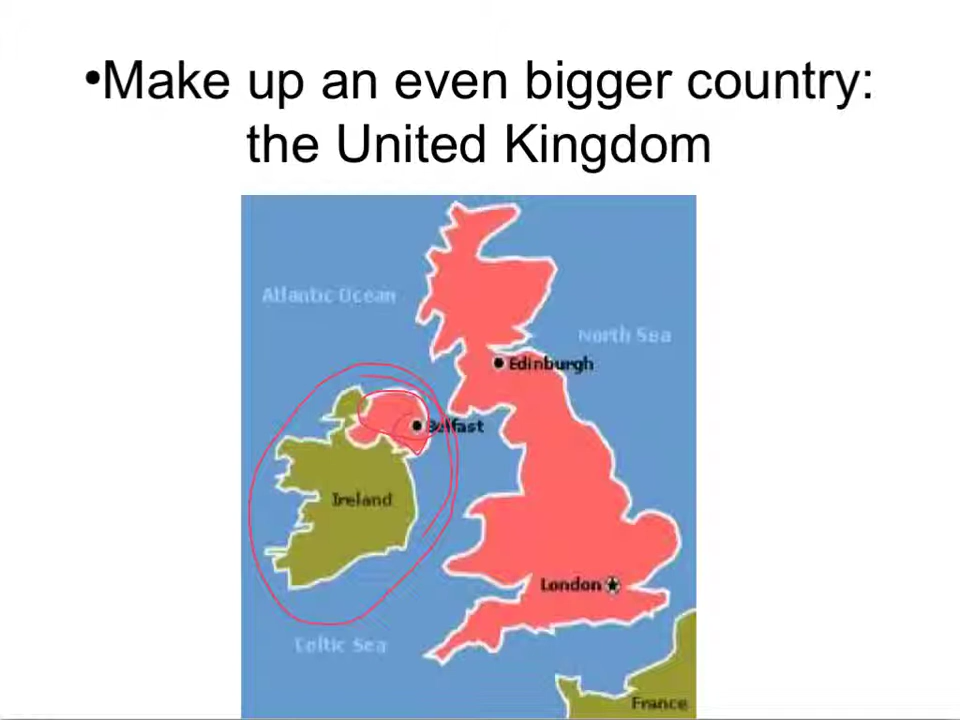 •Make up an even bigger country:
the United Kingdom
Atlantic Ocean
North Sea
Edinburgh
Belfast
Ireland
London
Celtic Sea
France